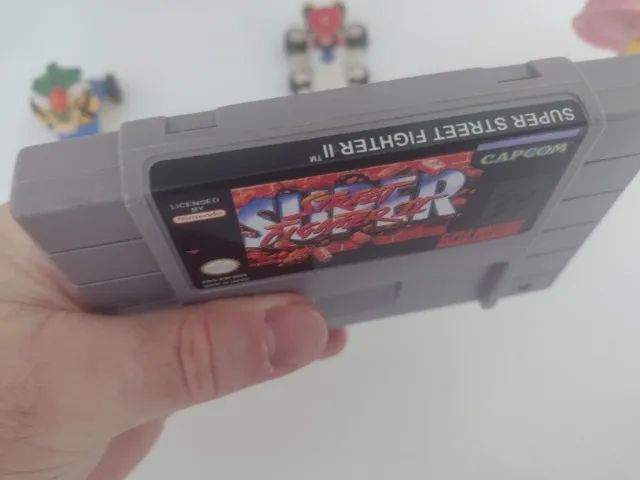 SUPER STREET FIGHTER II™
CAPCOM
LICENSED
BY
Nintendo
SUPER
STREET
FIGHTER II